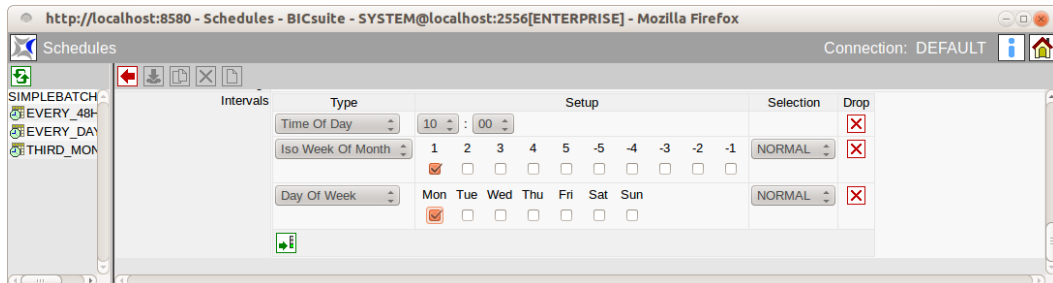 http://localhost:8580 - Schedules - BICsuite - SYSTEM@localhost:2556[ENTERPRISE] - Mozilla Firefox
Schedules Connection: DEFAULT
SIMPLEBATCH
EVERY_48H
EVERY_DAY
THIRD_MON
Intervals Type Setup Selection Drop
Time Of Day 10 : 00
Iso Week Of Month 1 2 3 4 5 -5 -4 -3 -2 -1 NORMAL
Day Of Week Mon Tue Wed Thu Fri Sat Sun NORMAL